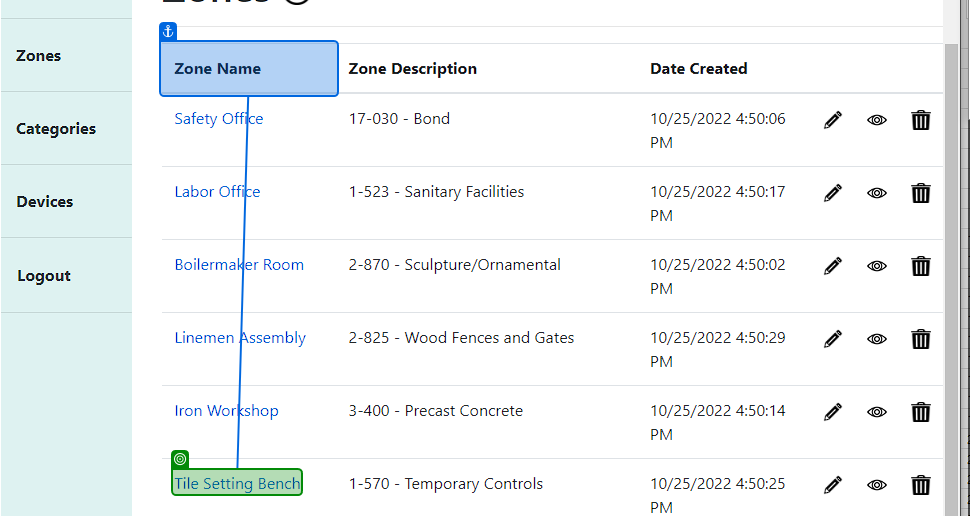 Zones
Zones
Categories
Devices
Logout
Zone Name Zone Description Date Created
Safety Office 17-030 - Bond 10/25/2022 4:50:06
PM
Labor Office 1-523 - Sanitary Facilities 10/25/2022 4:50:17
PM
Boilermaker Room 2-870 - Sculpture/Ornamental 10/25/2022 4:50:02
PM
Linemen Assembly 2-825 - Wood Fences and Gates 10/25/2022 4:50:29
PM
Iron Workshop 3-400 - Precast Concrete 10/25/2022 4:50:14
PM
Tile Setting Bench 1-570 - Temporary Controls 10/25/2022 4:50:25
PM